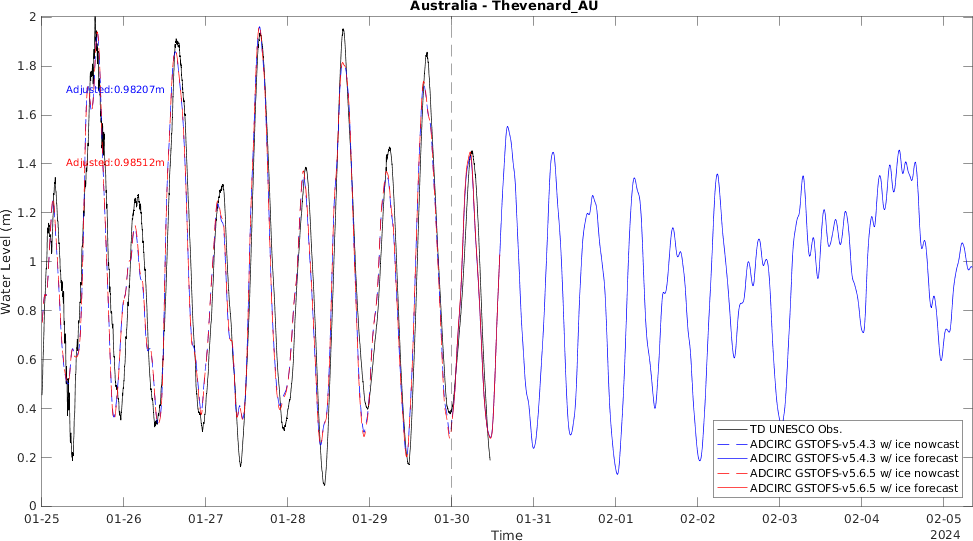 Australia - Thevenard_AU
2
1.8
1.6
1.4
1.2
1
0.8
0.6
0.4
0.2
0
Water Level (m)
Adjusted:0.98207m
Adjusted:0.98512m
TD UNESCO Obs.
ADCIRC GSTOFS-v5.4.3 w/ ice nowcast
ADCIRC GSTOFS-v5.4.3 w/ ice forecast
ADCIRC GSTOFS-v5.6.5 w/ ice nowcast
ADCIRC GSTOFS-v5.6.5 w/ ice forecast
01-25 01-26 01-27 01-28 01-29 01-30 01-31 02-01 02-02 02-03 02-04 02-05
Time
2024